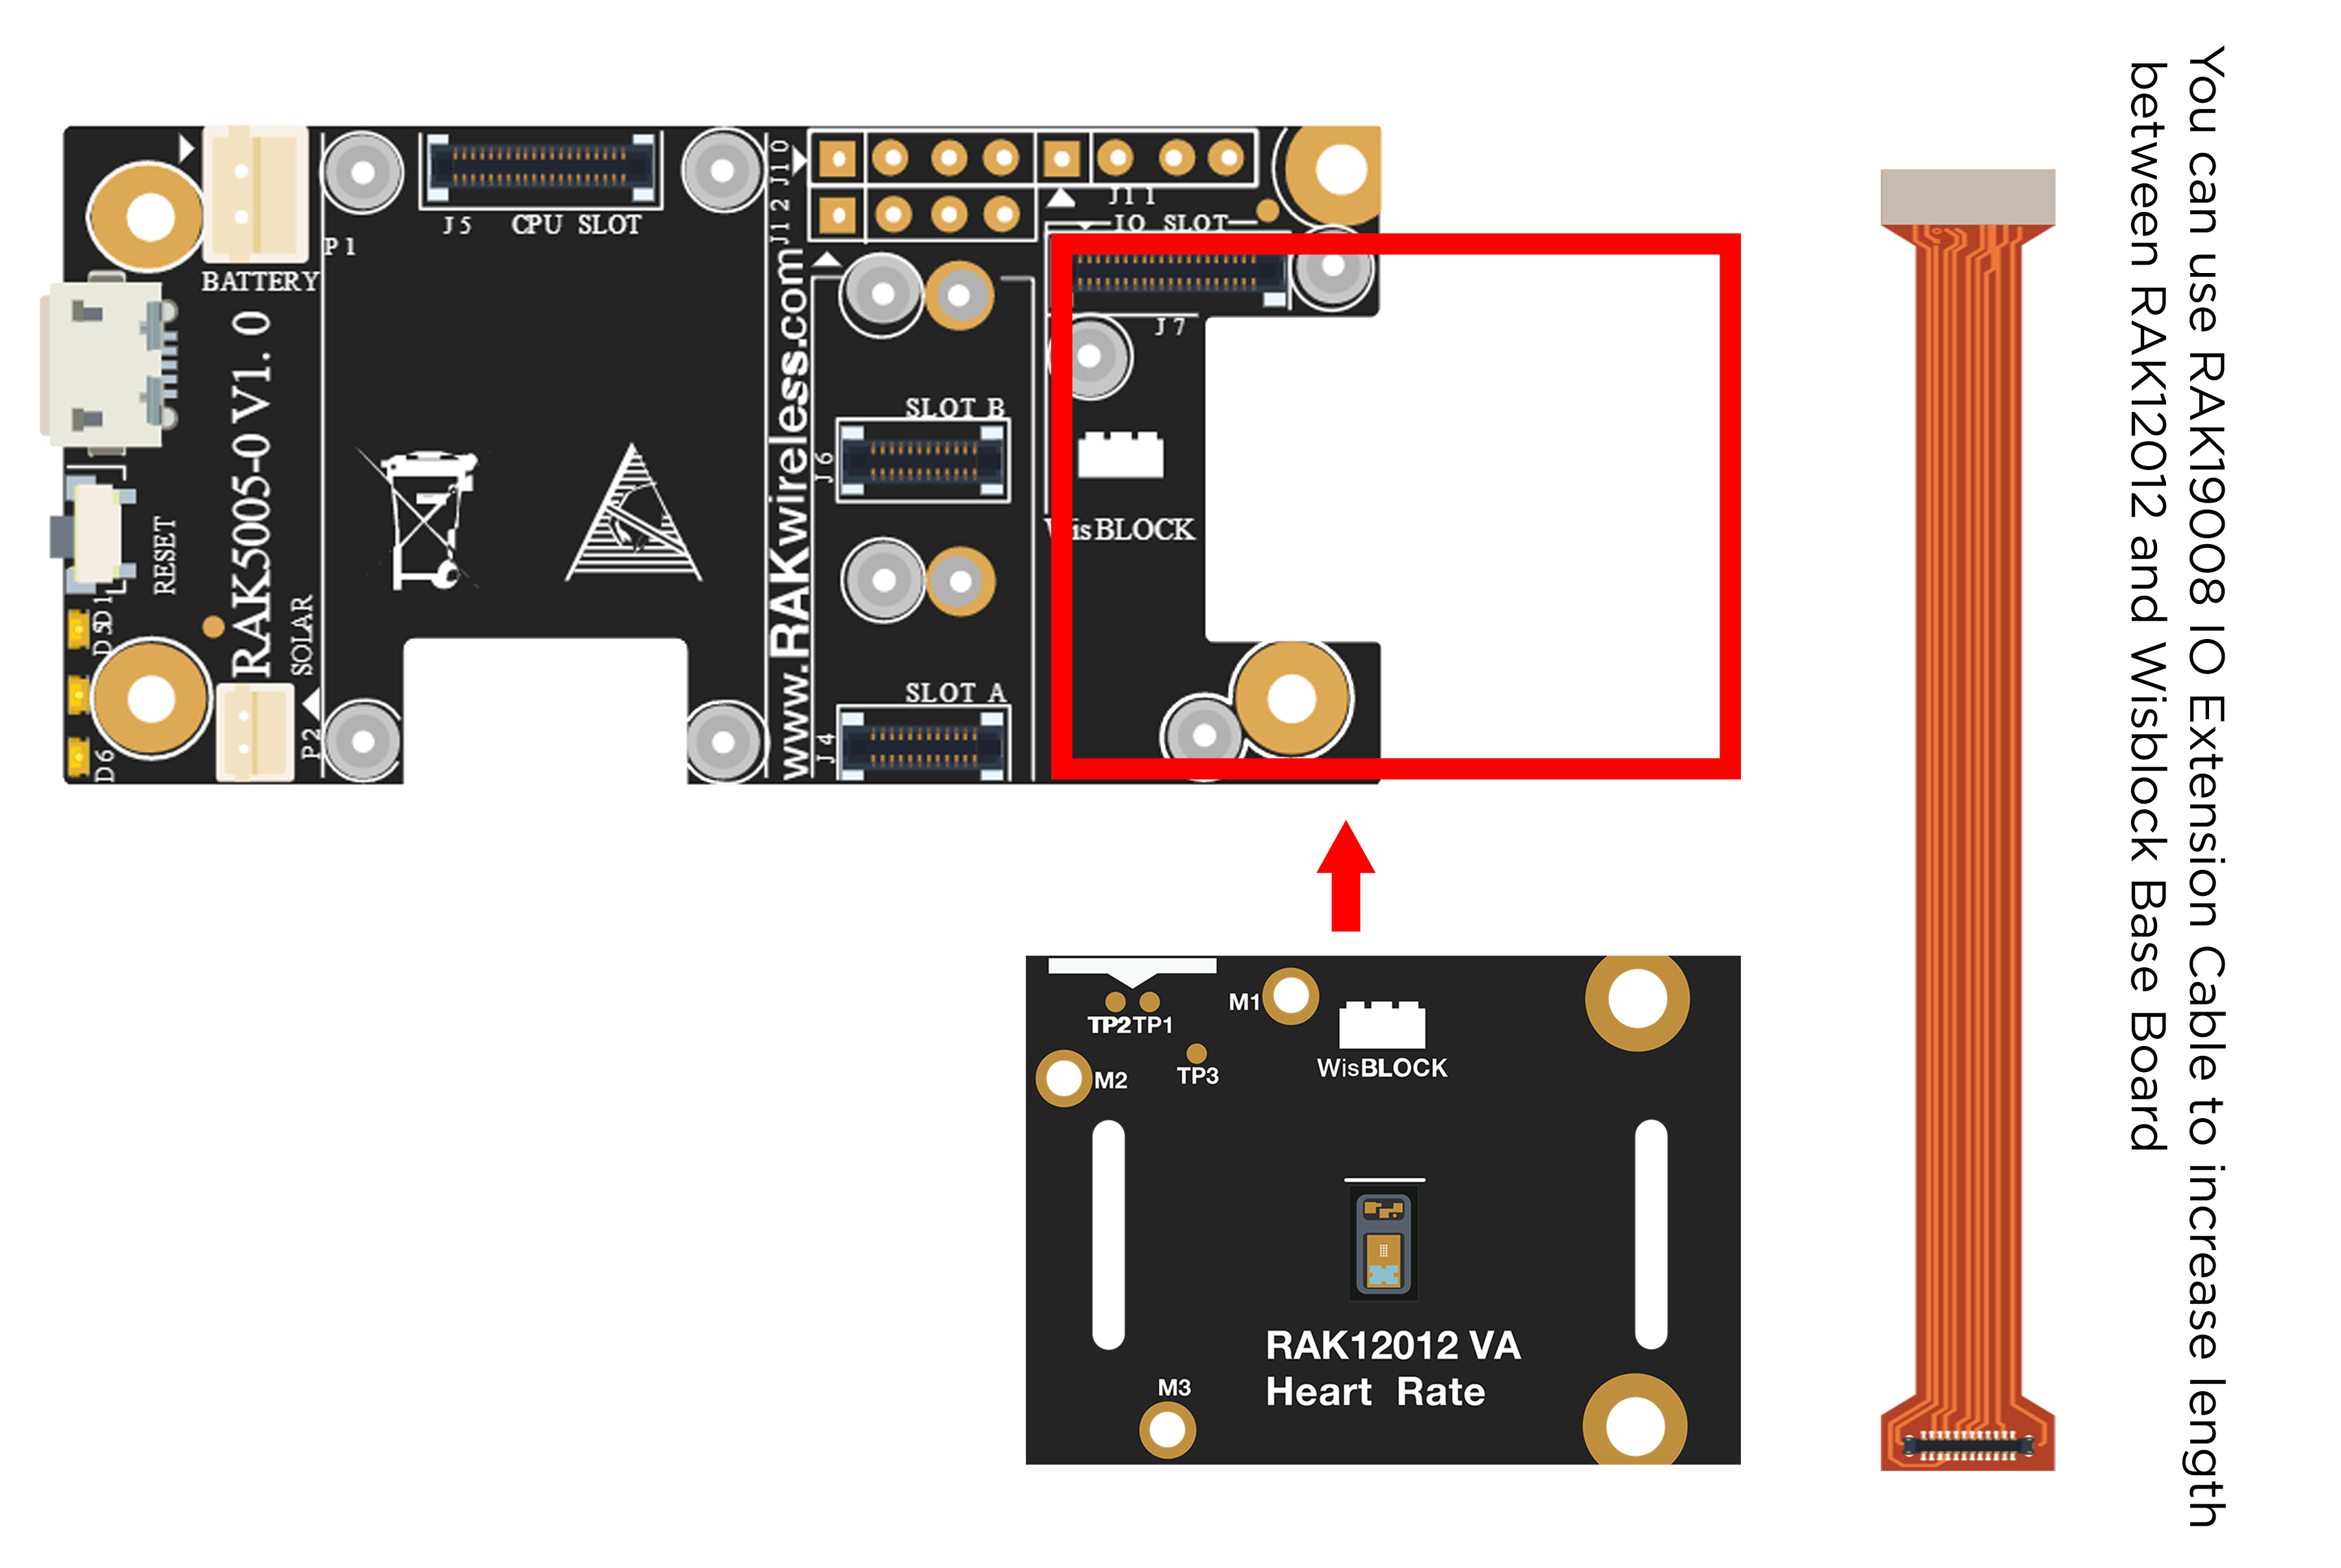 BATTERY
P1
J5 CPU SLOT
J10
J12
J11
IO SLOT
J7
RAK5005-0 V1. 0
RESET
SOLAR
D1
D5
D6
P2
www.RAKwireless.com
SLOT B
J6
SLOT A
J4
WisBLOCK
TP2 TP1
TP3
M1
M2
WisBLOCK
RAK12012 VA
Heart Rate
M3
You can use RAK19008 IO Extension Cable to increase length
between RAK12012 and Wisblock Base Board